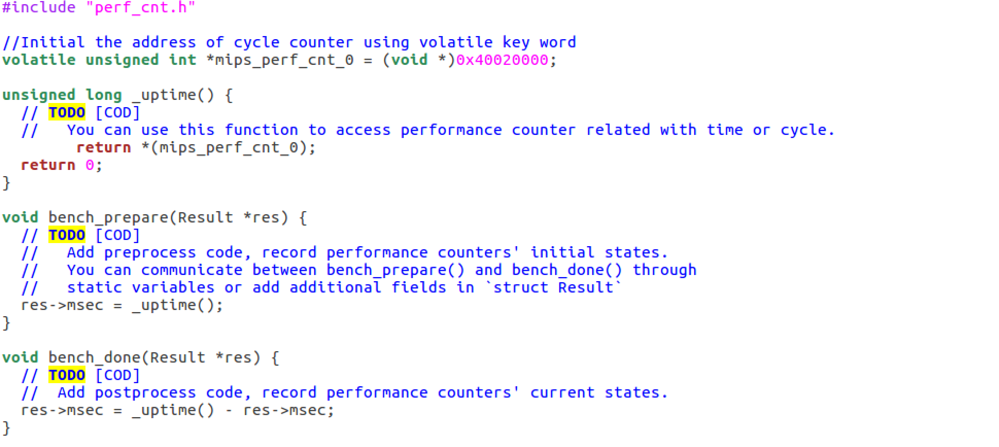 #include "perf_cnt.h"

//Initial the address of cycle counter using volatile key word
volatile unsigned int *mips_perf_cnt_0 = (void *)0x40020000;

unsigned long _uptime() {
  // TODO [COD]
  //   You can use this function to access performance counter related with time or cycle.
        return *(mips_perf_cnt_0);
  return 0;
}

void bench_prepare(Result *res) {
  // TODO [COD]
  //   Add preprocess code, record performance counters' initial states.
  //   You can communicate between bench_prepare() and bench_done() through
  //   static variables or add additional fields in `struct Result`
  res->msec = _uptime();
}

void bench_done(Result *res) {
  // TODO [COD]
  //  Add postprocess code, record performance counters' current states.
  res->msec = _uptime() - res->msec;
}